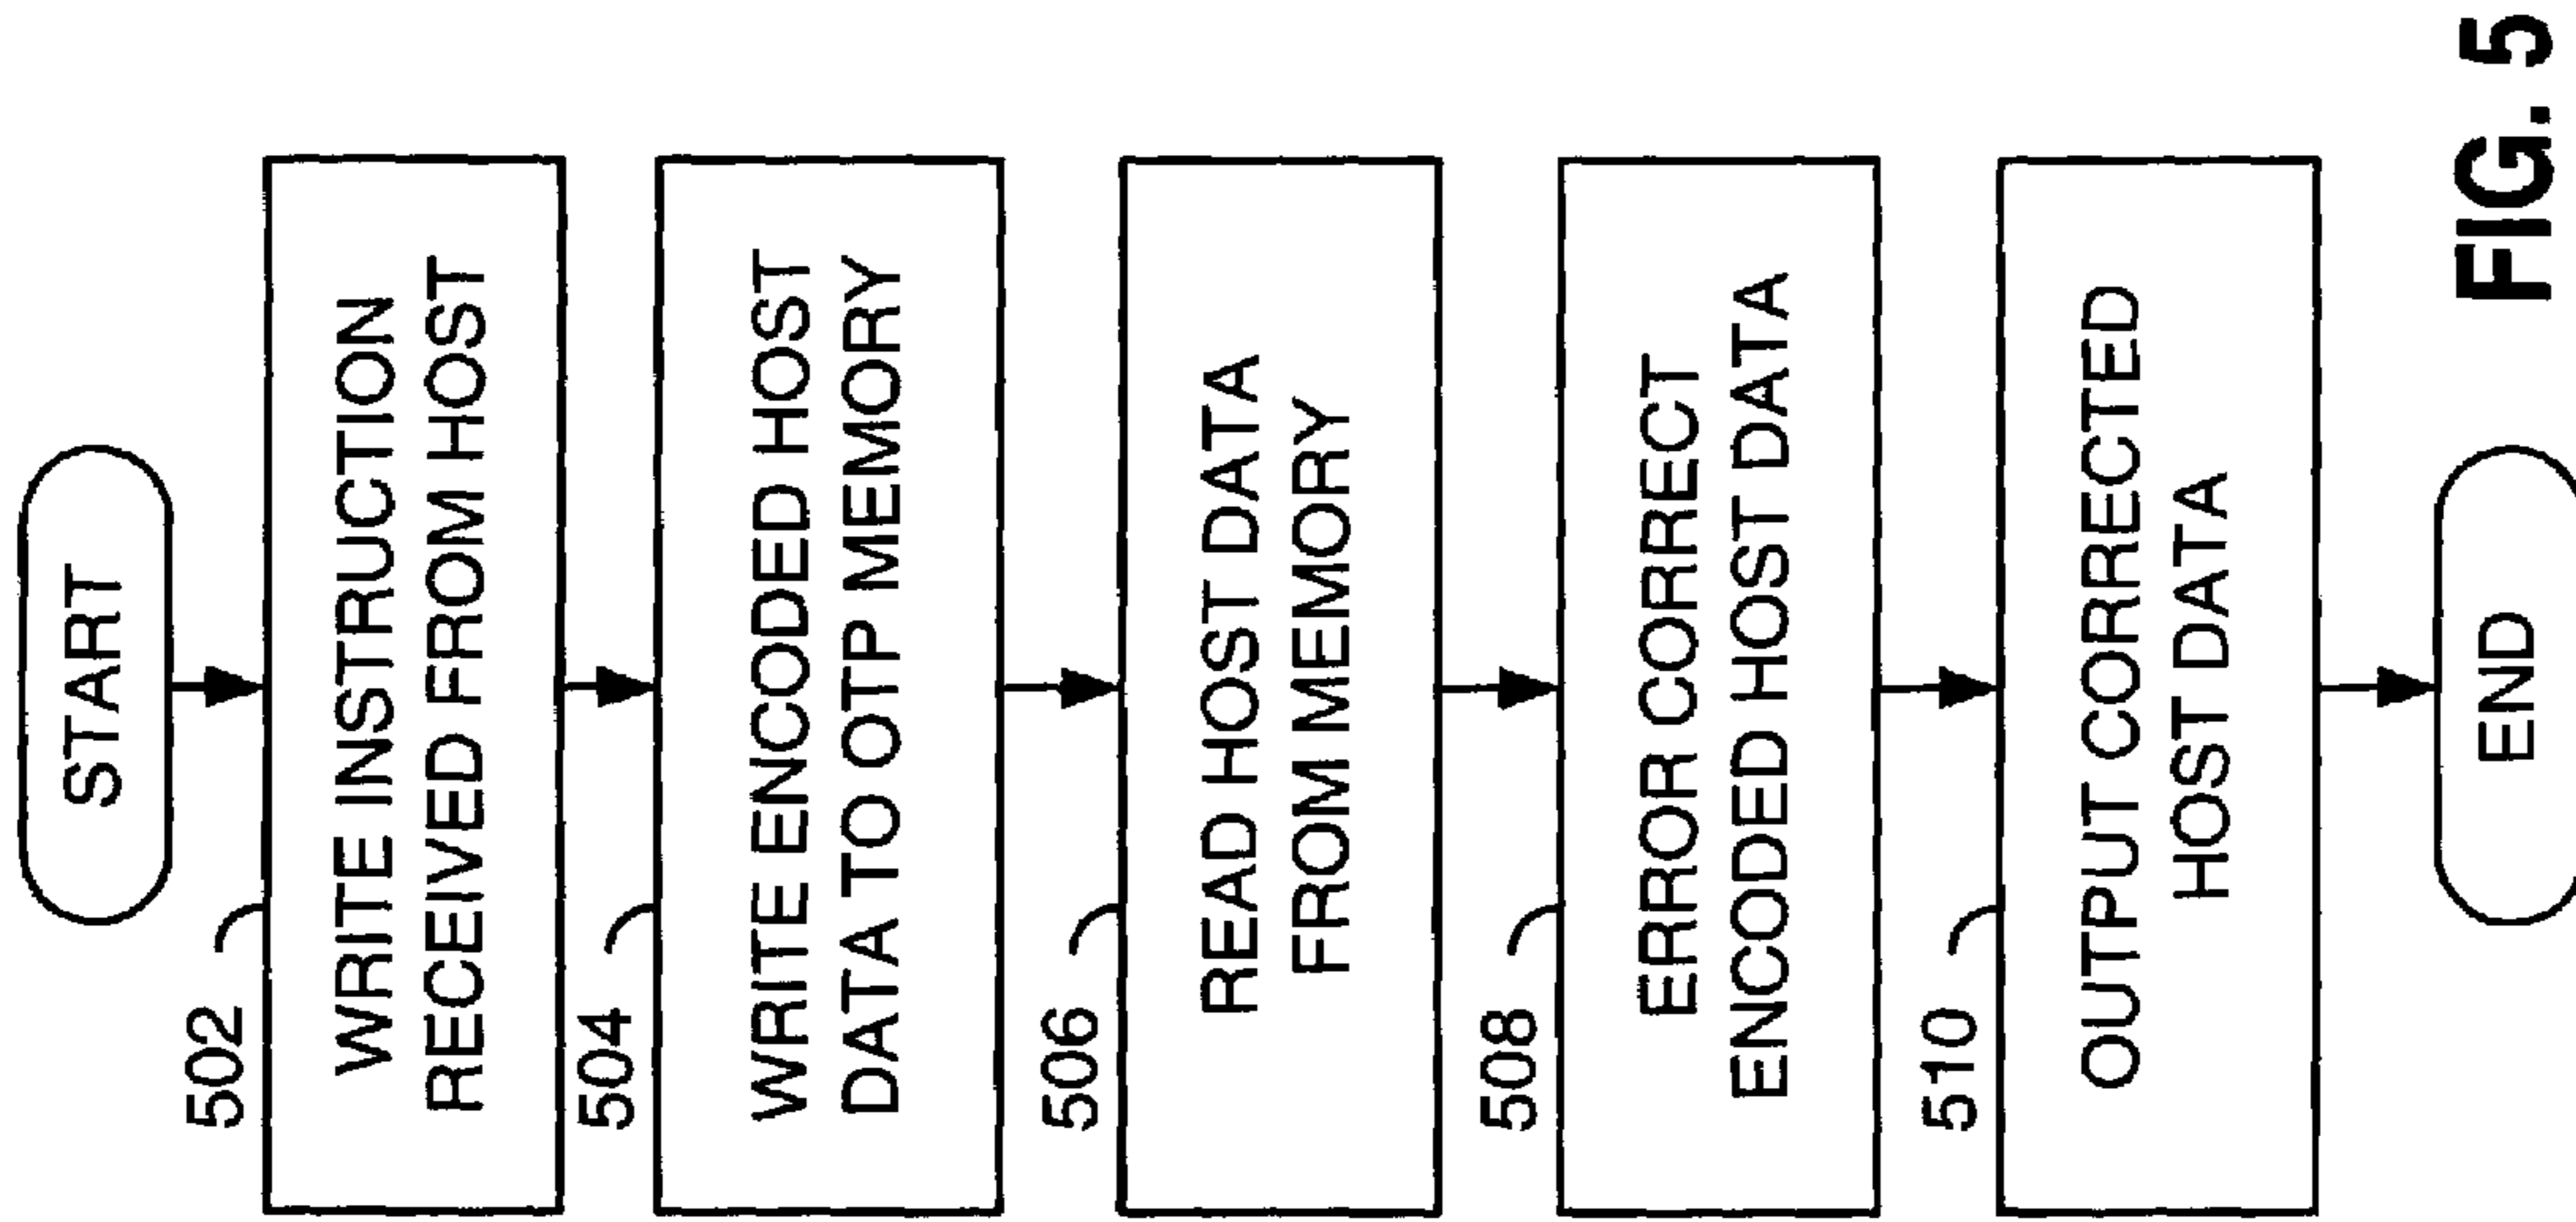 START
502
WRITE INSTRUCTION
RECEIVED FROM HOST
504
WRITE ENCODED HOST
DATA TO OTP MEMORY
506
READ HOST DATA
FROM MEMORY
508
ERROR CORRECT
ENCODED HOST DATA
510
OUTPUT CORRECTED
HOST DATA
END
FIG. 5